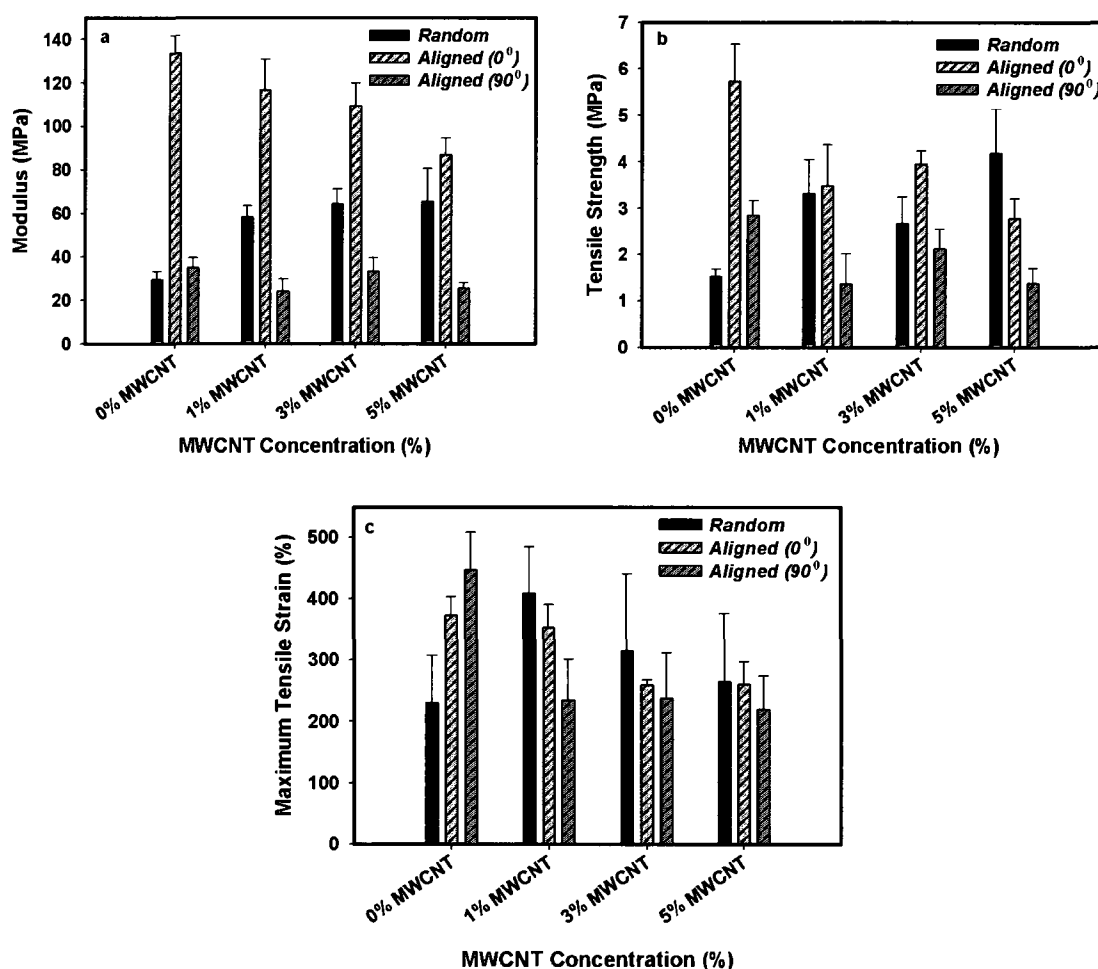 a
Random
Aligned (0⁰)
Aligned (90⁰)
Modulus (MPa)
140
120
100
80
60
40
20
0
0% MWCNT
1% MWCNT
3% MWCNT
5% MWCNT
MWCNT Concentration (%)
b
Random
Aligned (0⁰)
Aligned (90⁰)
Tensile Strength (MPa)
7
6
5
4
3
2
1
0
0% MWCNT
1% MWCNT
3% MWCNT
5% MWCNT
MWCNT Concentration (%)
c
Random
Aligned (0⁰)
Aligned (90⁰)
Maximum Tensile Strain (%)
500
400
300
200
100
0
0% MWCNT
1% MWCNT
3% MWCNT
5% MWCNT
MWCNT Concentration (%)